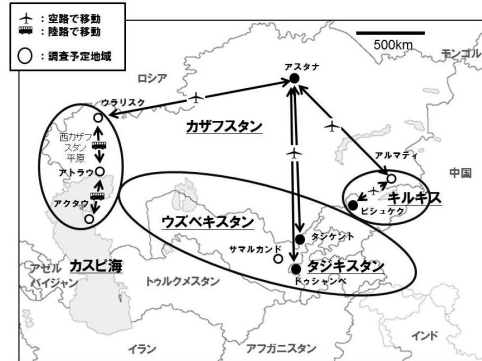 ：空路で移動
：陸路で移動
：調査予定地域
500km
モンゴル
ロシア
アスタナ
ウラリスク
カザフスタン
西カザフ
スタン
平原
アルマティ
中国
アトラウ
キルギス
アクタウ
ビシュケク
ウズベキスタン
タシケント
サマルカンド
カスピ海
タジキスタン
アゼル
バイジャン
トゥルクメスタン
ドゥシャンベ
イラン
アフガニスタン
インド